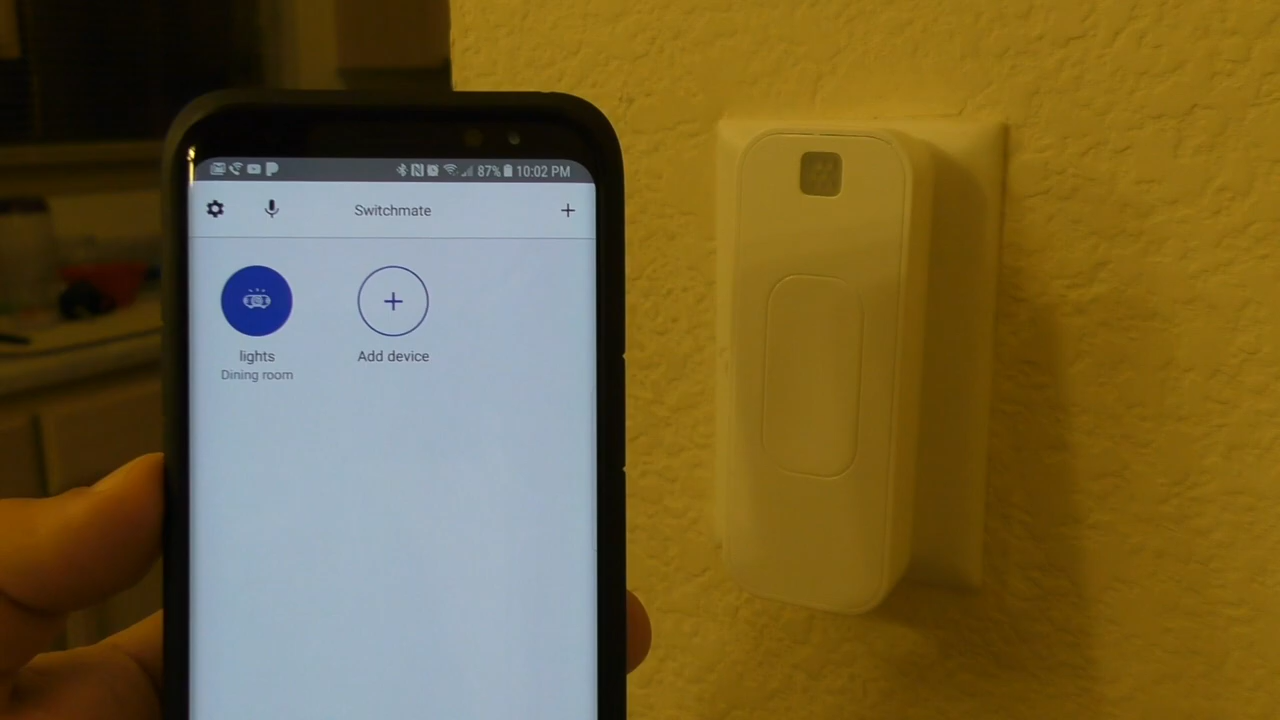 87% 10:02 PM
Switchmate
lights
Add device
Dining room